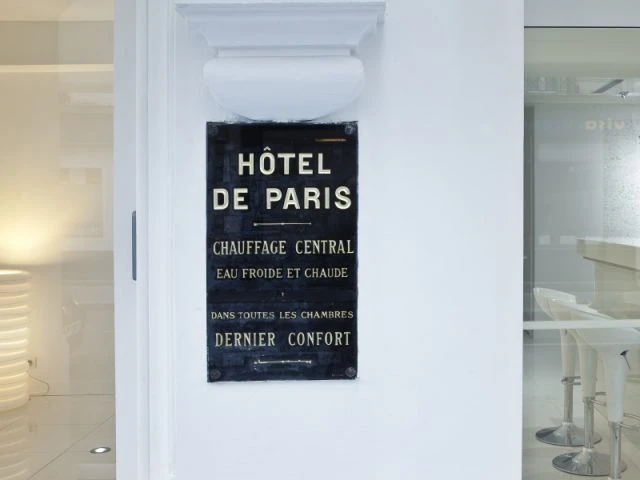 HÔTEL
DE PARIS
CHAUFFAGE CENTRAL
EAU FROIDE ET CHAUDE
DANS TOUTES LES CHAMBRES
DERNIER CONFORT